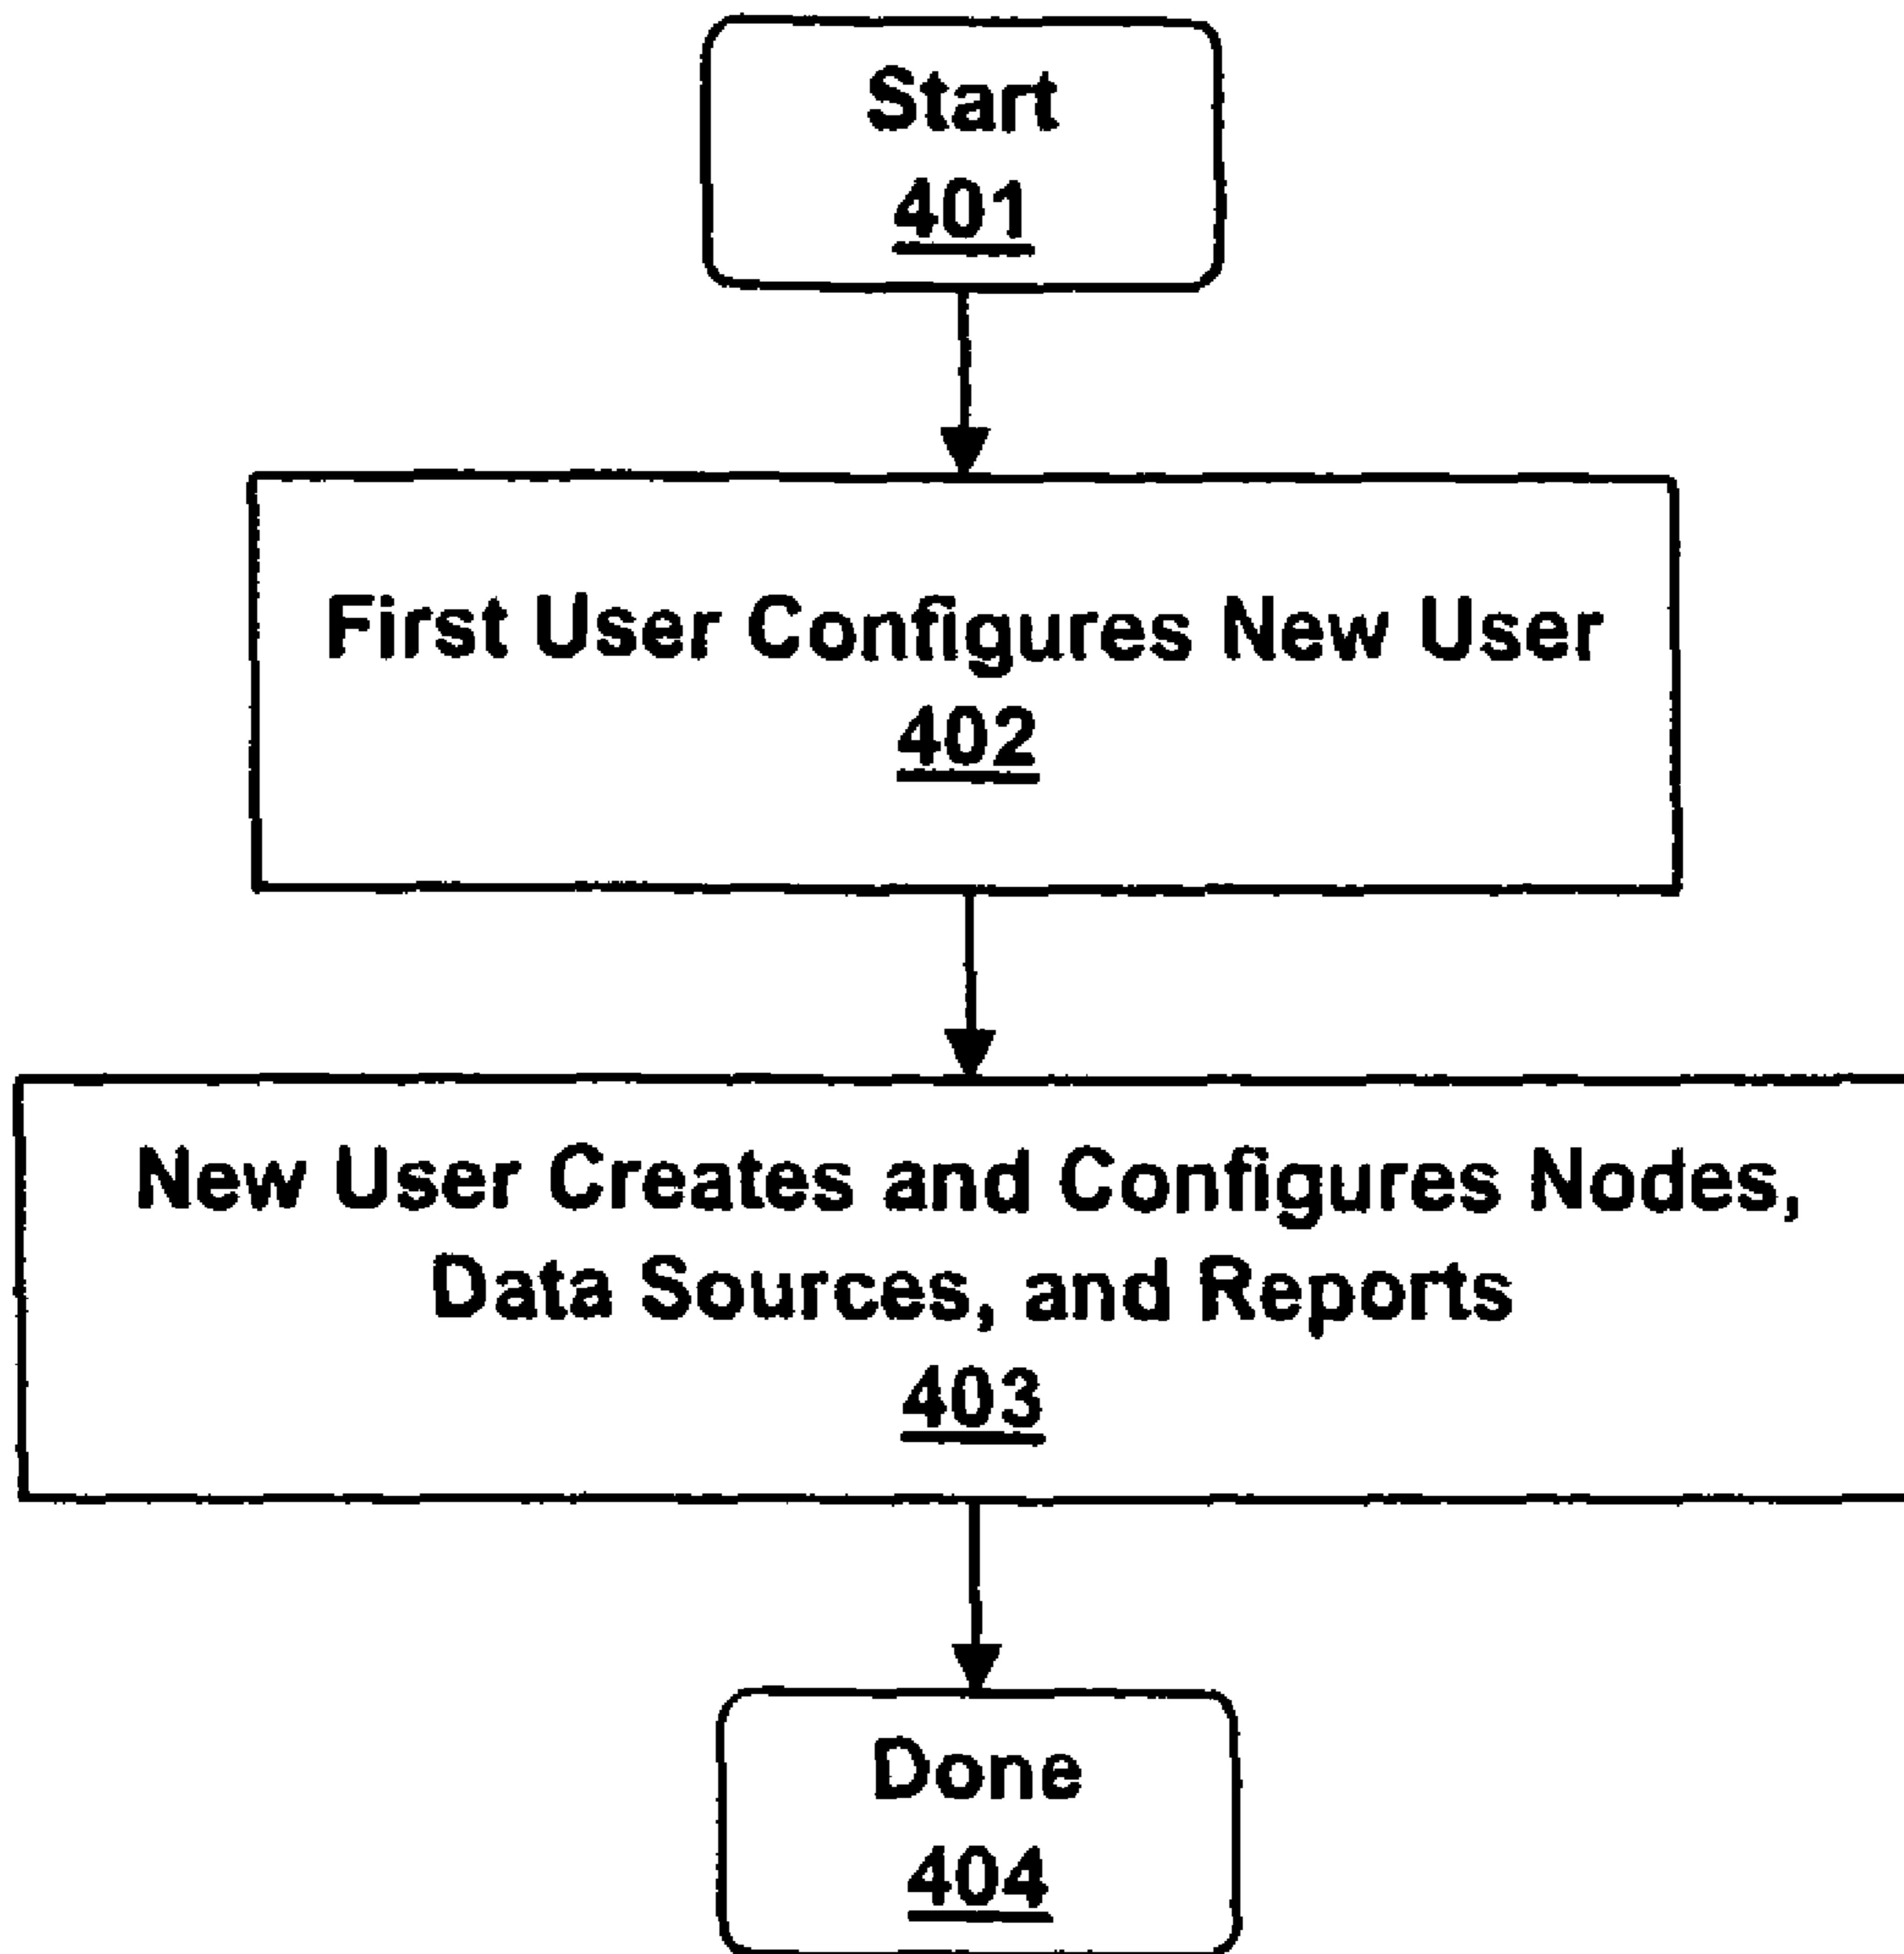 Start
401
First User Configures New User
402
New User Creates and Configures Nodes,
Data Sources, and Reports
403
Done
404